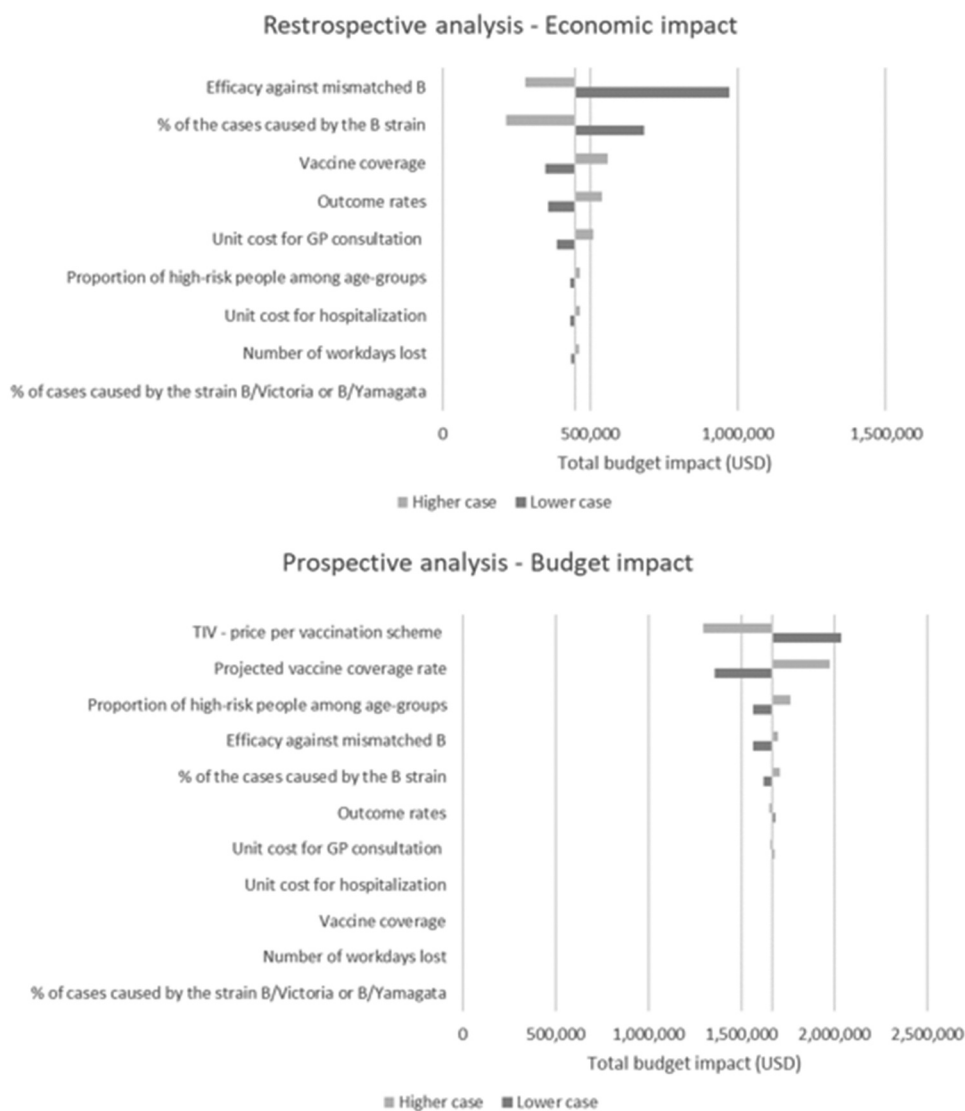 Restrospective analysis - Economic impact
Efficacy against mismatched B
% of the cases caused by the B strain
Vaccine coverage
Outcome rates
Unit cost for GP consultation
Proportion of high-risk people among age-groups
Unit cost for hospitalization
Number of workdays lost
% of cases caused by the strain B/Victoria or B/Yamagata
0 500,000 1,000,000 1,500,000
Total budget impact (USD)
Higher case Lower case
Prospective analysis - Budget impact
TIV - price per vaccination scheme
Projected vaccine coverage rate
Proportion of high-risk people among age-groups
Efficacy against mismatched B
% of the cases caused by the B strain
Outcome rates
Unit cost for GP consultation
Unit cost for hospitalization
Vaccine coverage
Number of workdays lost
% of cases caused by the strain B/Victoria or B/Yamagata
0 500,000 1,000,000 1,500,000 2,000,000 2,500,000
Total budget impact (USD)
Higher case Lower case